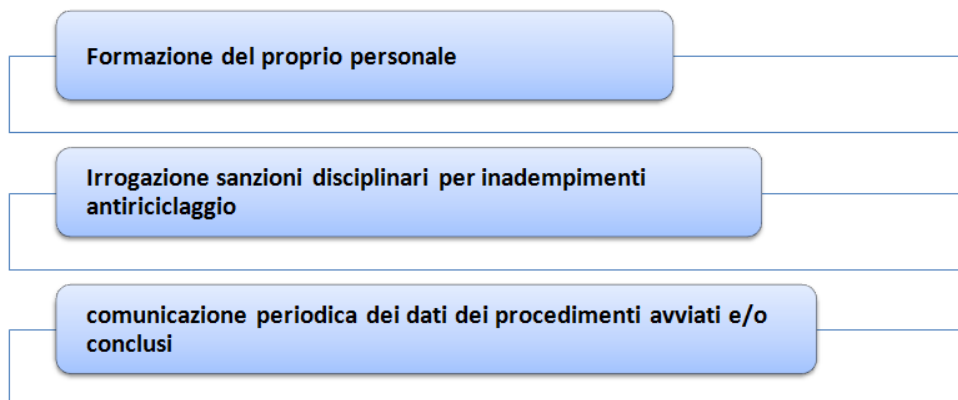 Formazione del proprio personale
Irrogazione sanzioni disciplinari per inadempimenti
antiriciclaggio
comunicazione periodica dei dati dei procedimenti avviati e/o
conclusi